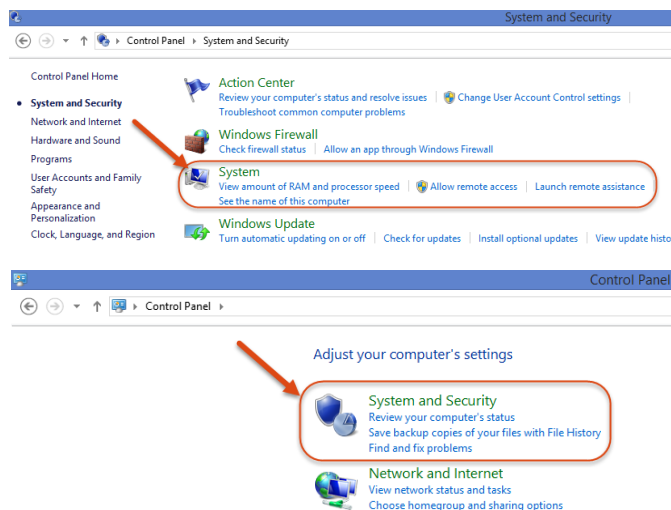 System and Security
Control Panel System and Security
Control Panel Home
System and Security
Network and Internet
Hardware and Sound
Programs
User Accounts and Family
Safety
Appearance and
Personalization
Clock, Language, and Region
Action Center
Review your computer's status and resolve issues Change User Account Control settings
Troubleshoot common computer problems
Windows Firewall
Check firewall status Allow an app through Windows Firewall
System
View amount of RAM and processor speed Allow remote access Launch remote assistance
See the name of this computer
Windows Update
Turn automatic updating on or off Check for updates Install optional updates View update histo
Control Panel
Control Panel
Adjust your computer's settings
System and Security
Review your computer's status
Save backup copies of your files with File History
Find and fix problems
Network and Internet
View network status and tasks
Choose homegroup and sharing options